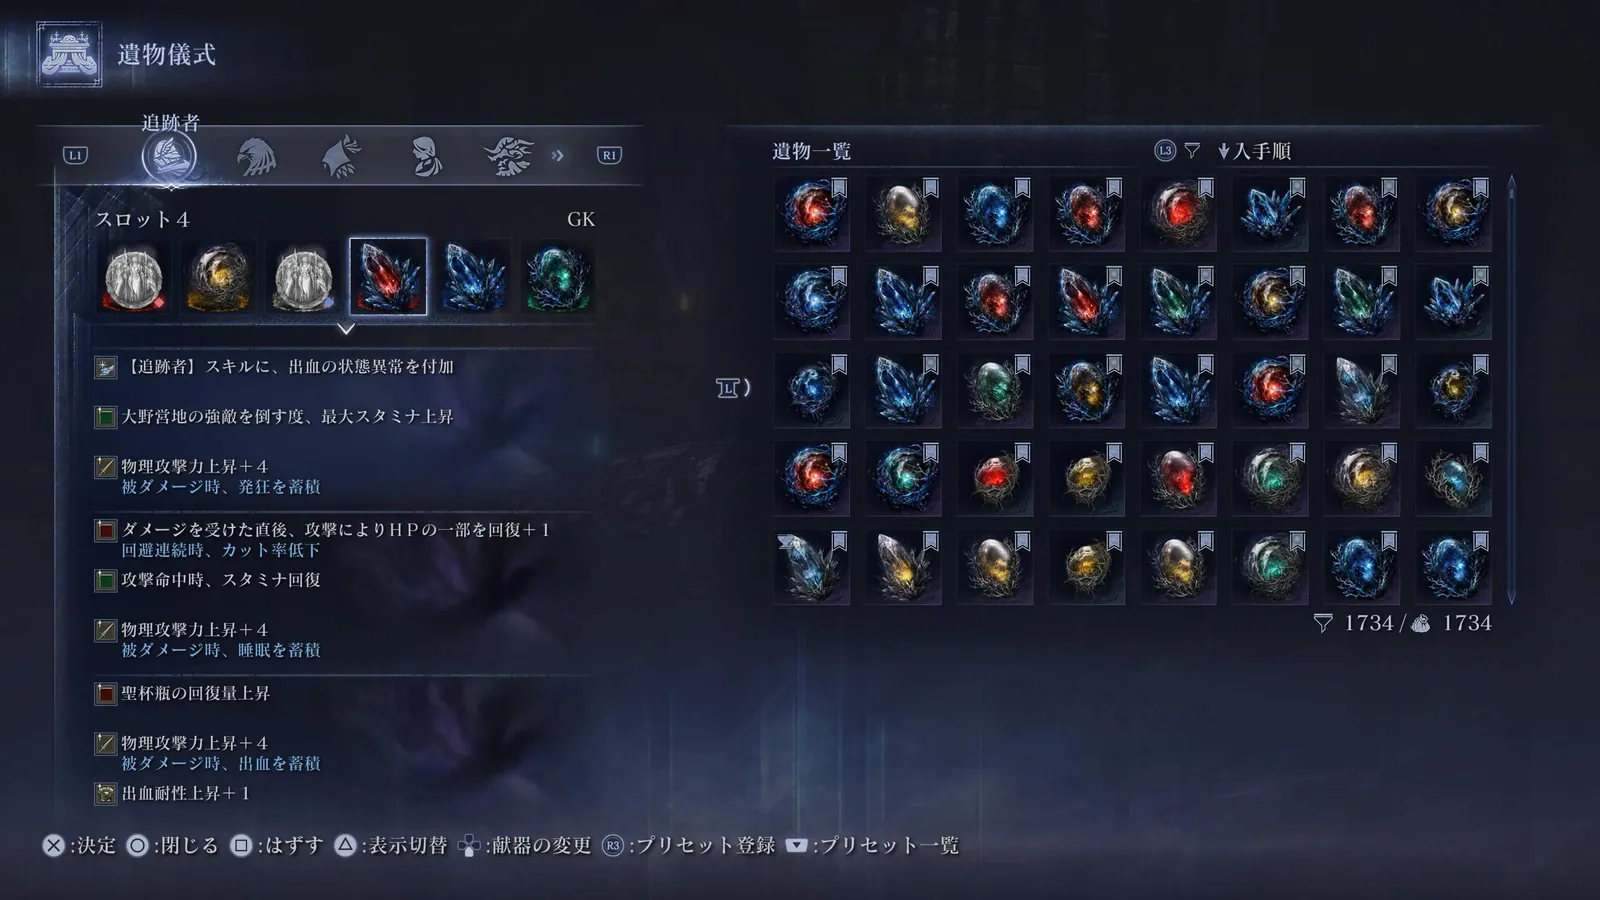 遺物儀式
追跡者
L1
R1
スロット４
GK
【追跡者】スキルに、出血の状態異常を付加
大野営地の強敵を倒す度、最大スタミナ上昇
物理攻撃力上昇＋４
被ダメージ時、発狂を蓄積
ダメージを受けた直後、攻撃によりＨＰの一部を回復＋１
回避連続時、カット率低下
攻撃命中時、スタミナ回復
物理攻撃力上昇＋４
被ダメージ時、睡眠を蓄積
聖杯瓶の回復量上昇
物理攻撃力上昇＋４
被ダメージ時、出血を蓄積
出血耐性上昇＋１
L
遺物一覧
L3
入手順
1734/ 1734
:決定 :閉じる :はずす :表示切替 :献器の変更 R3:プリセット登録 :プリセット一覧